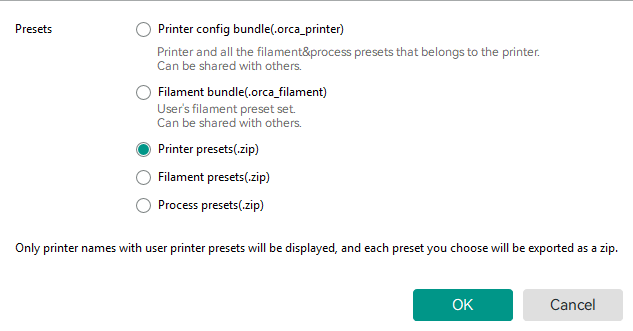 Presets
Printer config bundle(.orca_printer)
Printer and all the filament&process presets that belongs to the printer.
Can be shared with others.
Filament bundle(.orca_filament)
User's filament preset set.
Can be shared with others.
Printer presets(.zip)
Filament presets(.zip)
Process presets(.zip)
Only printer names with user printer presets will be displayed, and each preset you choose will be exported as a zip.
OK
Cancel